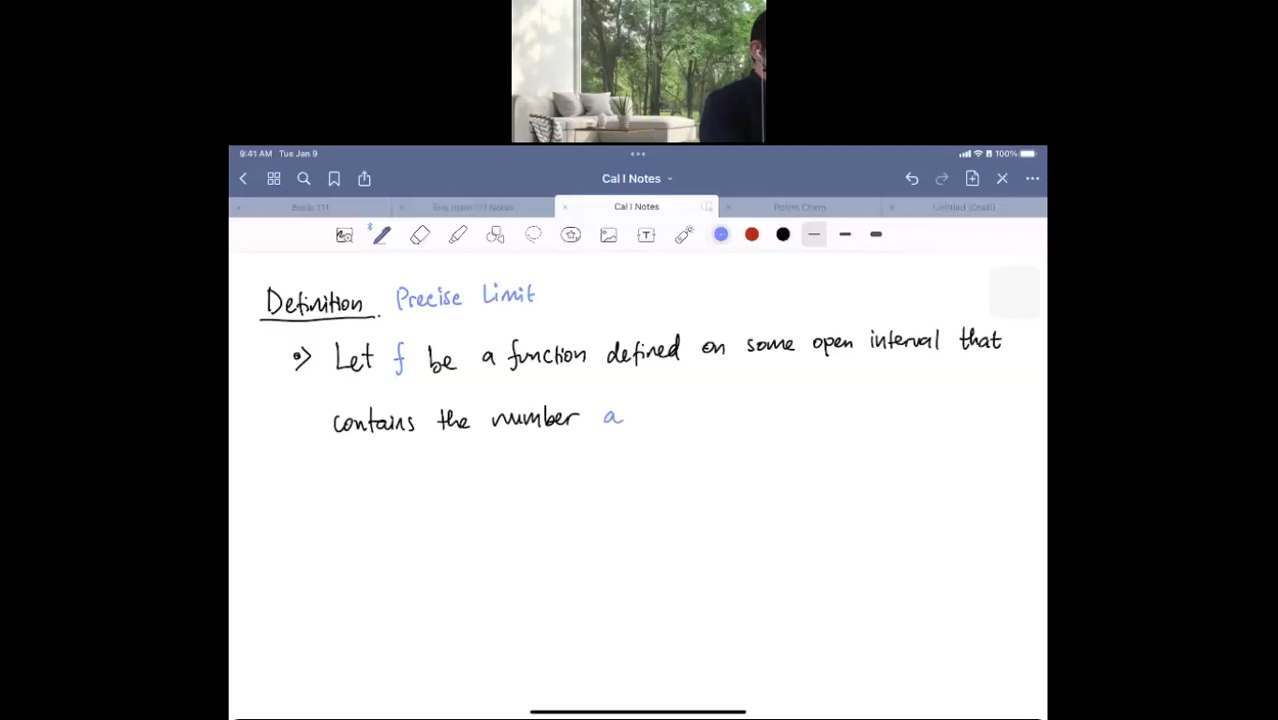 9:41 AM Tue Jan 9
100%
Cal I Notes
Cal I Notes
T
Definition. Precise Limit
Let f be a function defined on some open interval that
contains the number a